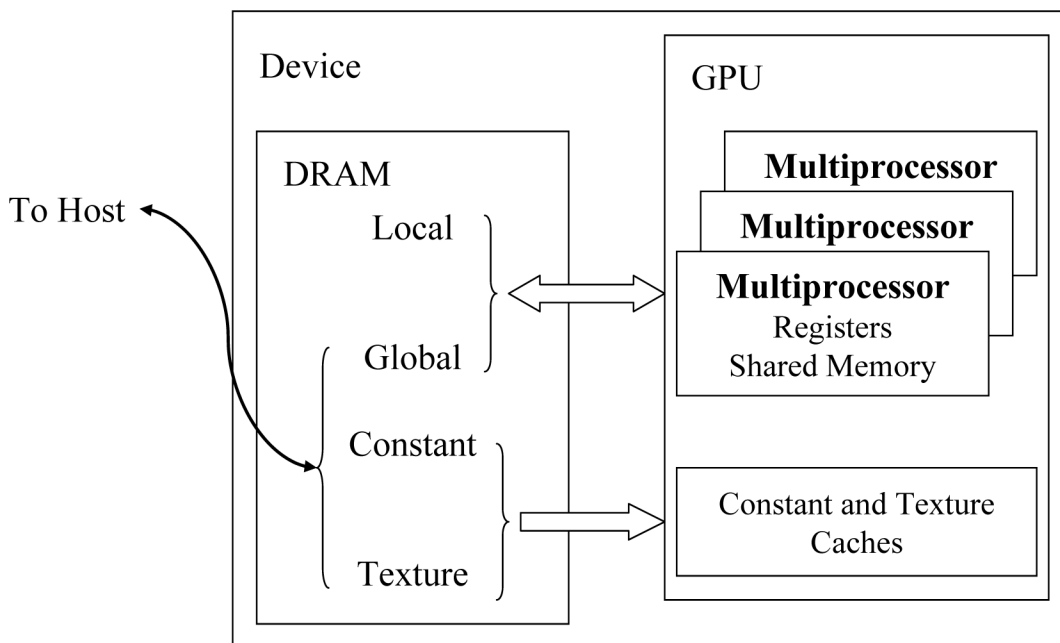 Device
GPU
DRAM
To Host
Local
Global
Constant
Texture
Multiprocessor
Multiprocessor
Multiprocessor
Registers
Shared Memory
Constant and Texture
Caches